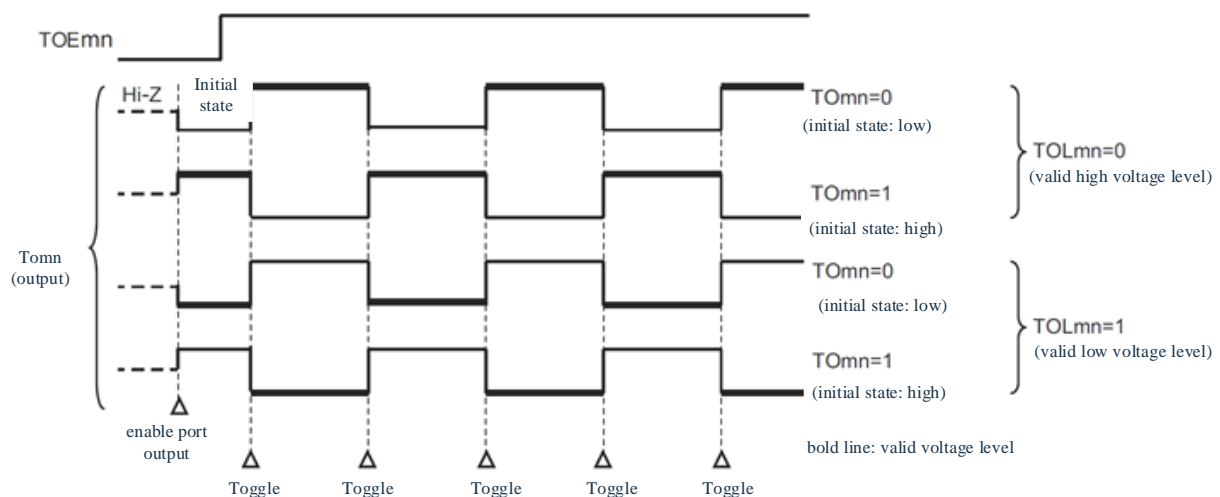 TOEmn
Hi-Z
Initial
state
TOmn=0
(initial state: low)
TOLmn=0
(valid high voltage level)
TOmn=1
(initial state: high)
Tomn
(output)
TOmn=0
(initial state: low)
TOLmn=1
(valid low voltage level)
TOmn=1
(initial state: high)
enable port
output
bold line: valid voltage level
Toggle
Toggle
Toggle
Toggle
Toggle